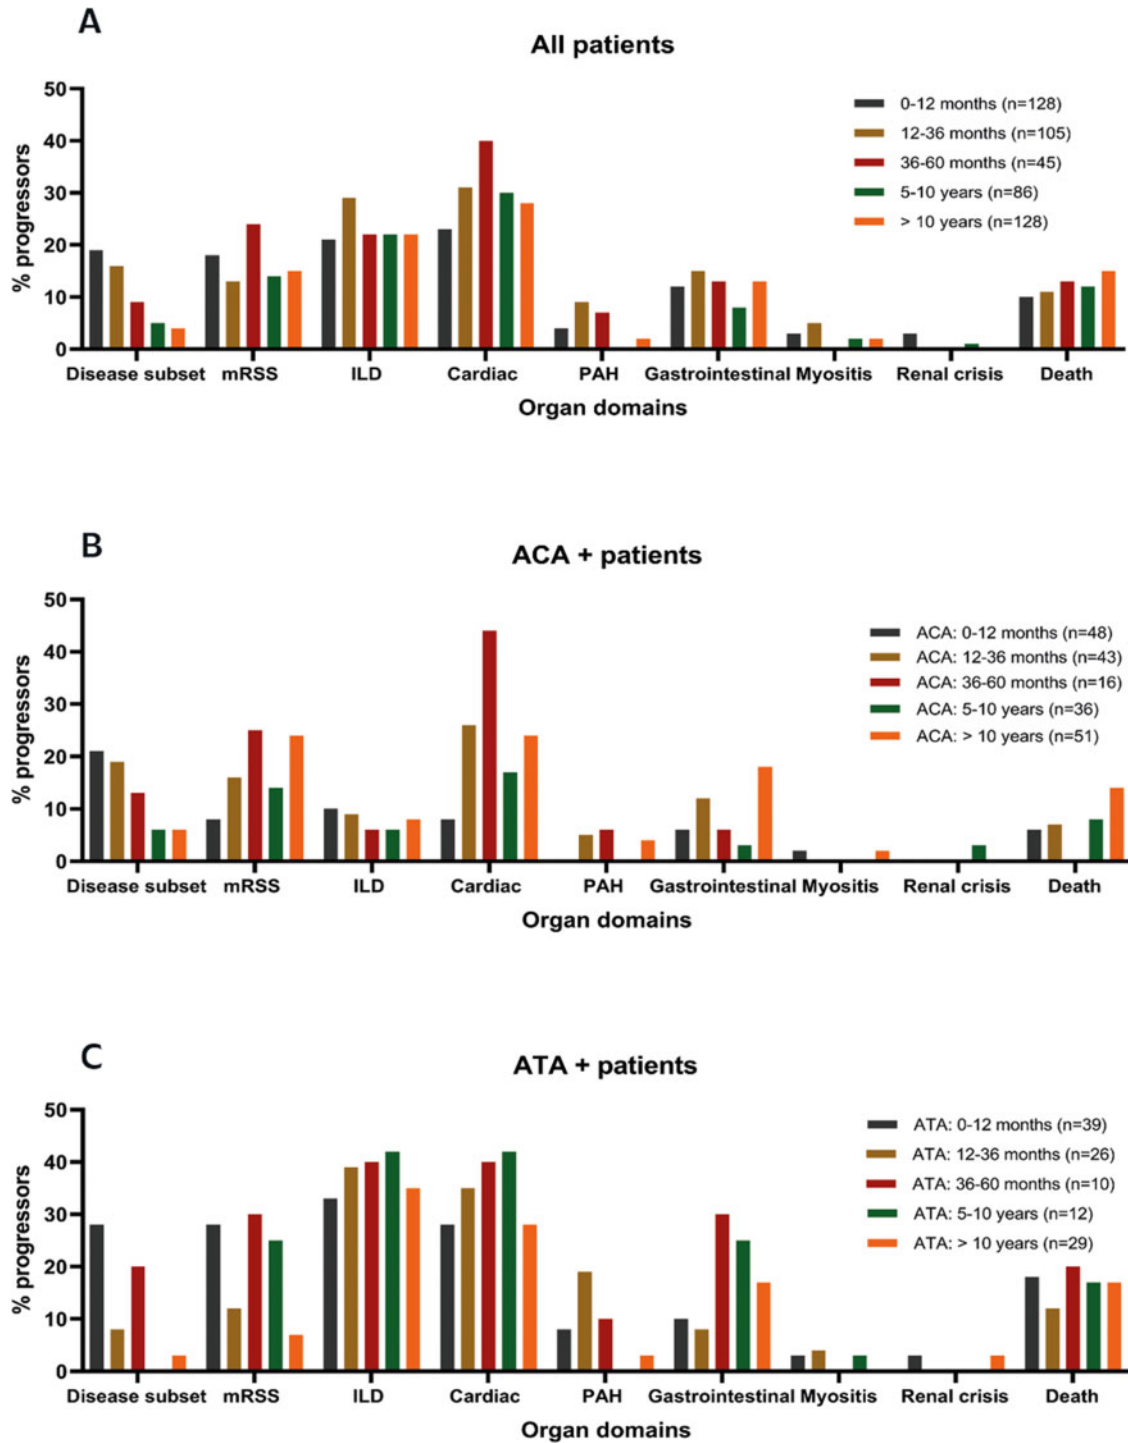 A
All patients
% progressors
50
40
30
20
10
0
0-12 months (n=128)
12-36 months (n=105)
36-60 months (n=45)
5-10 years (n=86)
> 10 years (n=128)
Disease subset mRSS ILD Cardiac PAH Gastrointestinal Myositis Renal crisis Death
Organ domains
B
ACA + patients
% progressors
50
40
30
20
10
0
ACA: 0-12 months (n=48)
ACA: 12-36 months (n=43)
ACA: 36-60 months (n=16)
ACA: 5-10 years (n=36)
ACA: > 10 years (n=51)
Disease subset mRSS ILD Cardiac PAH Gastrointestinal Myositis Renal crisis Death
Organ domains
C
ATA + patients
% progressors
50
40
30
20
10
0
ATA: 0-12 months (n=39)
ATA: 12-36 months (n=26)
ATA: 36-60 months (n=10)
ATA: 5-10 years (n=12)
ATA: > 10 years (n=29)
Disease subset mRSS ILD Cardiac PAH Gastrointestinal Myositis Renal crisis Death
Organ domains